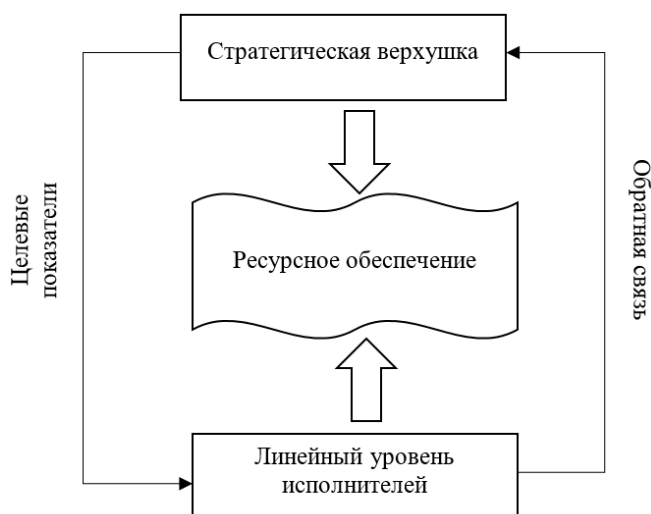 Стратегическая верхушка
Целевые
показатели
Ресурсное обеспечение
Обратная связь
Линейный уровень
исполнителей